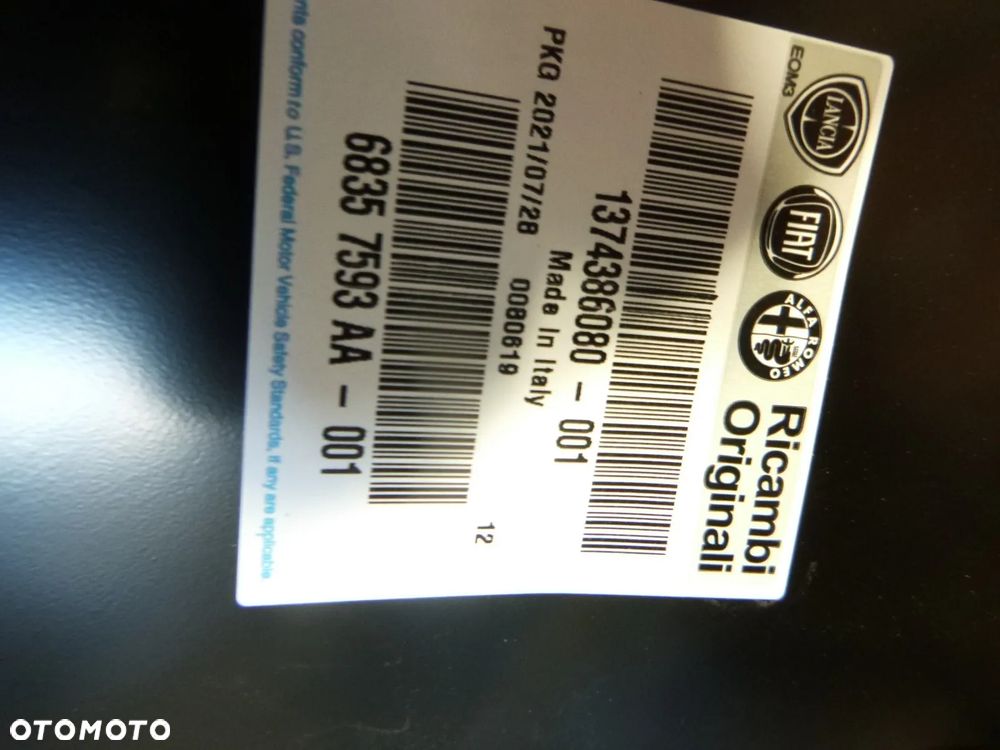 EOM3
LANCIA
FIAT
ALFA ROMEO
Ricambi
Originali
1374386080 - 001
Made In Italy
PKG 2021/07/28 0080619
12
6835 7593 AA - 001
conform to U.S. Federal Motor Vehicle Safety Standards, if any are applicable
OTOMOTO